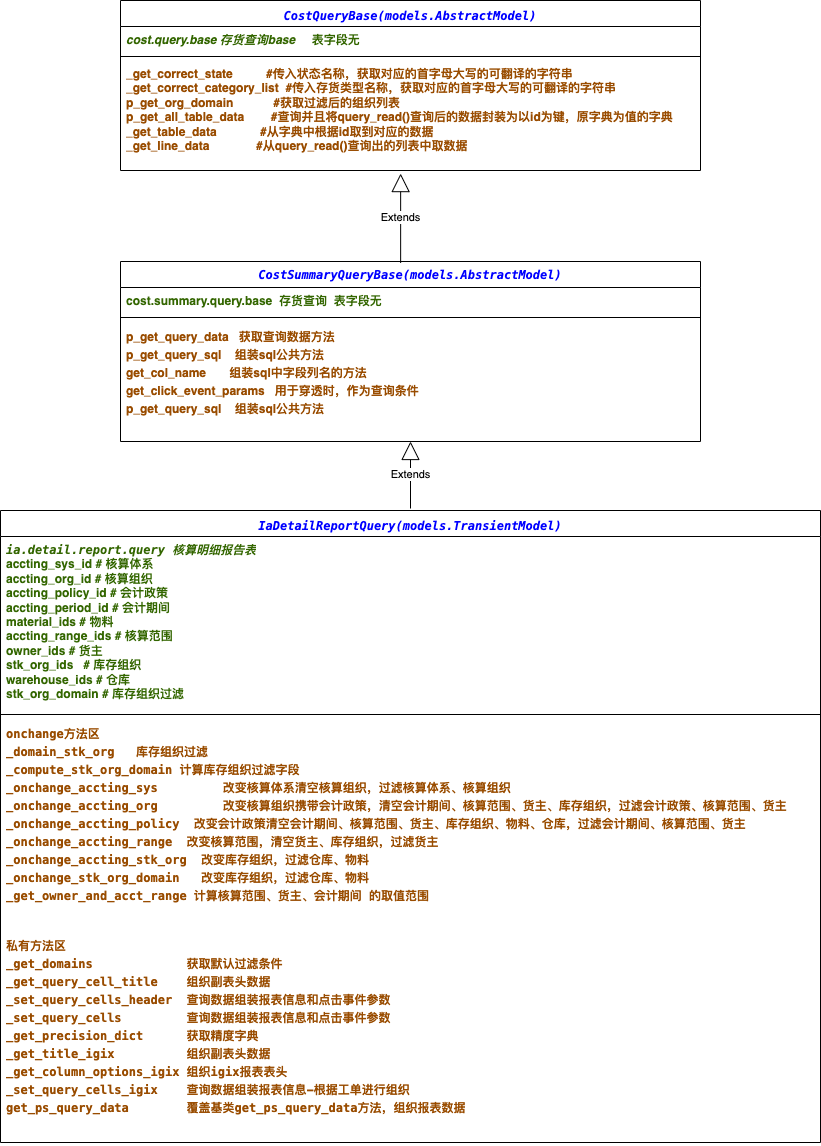 CostQueryBase(models.AbstractModel)
cost.query.base 存货查询base 表字段无
_get_correct_state #传入状态名称，获取对应的首字母大写的可翻译的字符串
_get_correct_category_list #传入存货类型名称，获取对应的首字母大写的可翻译的字符串
p_get_org_domain #获取过滤后的组织列表
p_get_all_table_data #查询并且将query_read()查询后的数据封装为以id为键，原字典为值的字典
_get_table_data #从字典中根据id取到对应的数据
_get_line_data #从query_read()查询出的列表中取数据
Extends
CostSummaryQueryBase(models.AbstractModel)
cost.summary.query.base 存货查询 表字段无
p_get_query_data 获取查询数据方法
p_get_query_sql 组装sql公共方法
get_col_name 组装sql中字段列名的方法
get_click_event_params 用于穿透时，作为查询条件
p_get_query_sql 组装sql公共方法
Extends
IaDetailReportQuery(models.TransientModel)
ia.detail.report.query 核算明细报告表
accting_sys_id # 核算体系
accting_org_id # 核算组织
accting_policy_id # 会计政策
accting_period_id # 会计期间
material_ids # 物料
accting_range_ids # 核算范围
owner_ids # 货主
stk_org_ids # 库存组织
warehouse_ids # 仓库
stk_org_domain # 库存组织过滤
onchange方法区
_domain_stk_org 库存组织过滤
_compute_stk_org_domain 计算库存组织过滤字段
_onchange_accting_sys 改变核算体系清空核算组织，过滤核算体系、核算组织
_onchange_accting_org 改变核算组织携带会计政策，清空会计期间、核算范围、货主、库存组织，过滤会计政策、核算范围、货主
_onchange_accting_policy 改变会计政策清空会计期间、核算范围、货主、库存组织、物料、仓库，过滤会计期间、核算范围、货主
_onchange_accting_range 改变核算范围，清空货主、库存组织，过滤货主
_onchange_accting_stk_org 改变库存组织，过滤仓库、物料
_onchange_stk_org_domain 改变库存组织，过滤仓库、物料
_get_owner_and_acct_range 计算核算范围、货主、会计期间 的取值范围
私有方法区
_get_domains 获取默认过滤条件
_get_query_cell_title 组织副表头数据
_set_query_cells_header 查询数据组装报表信息和点击事件参数
_set_query_cells 查询数据组装报表信息和点击事件参数
_get_precision_dict 获取精度字典
_get_title_igix 组织副表头数据
_get_column_options_igix 组织igix报表表头
_set_query_cells_igix 查询数据组装报表信息-根据工单进行组织
get_ps_query_data 覆盖基类get_ps_query_data方法，组织报表数据